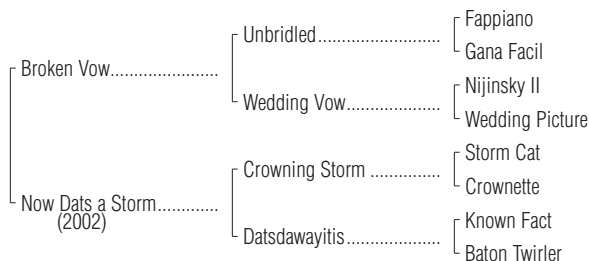 Fappiano
Unbridled....................................
Gana Facil
Broken Vow........................
Nijinsky II
Wedding Vow.....................
Wedding Picture
Storm Cat
Crowning Storm ................
Crownette
Now Dats a Storm.............
(2002)
Known Fact
Datsdawayitis.....................
Baton Twirler